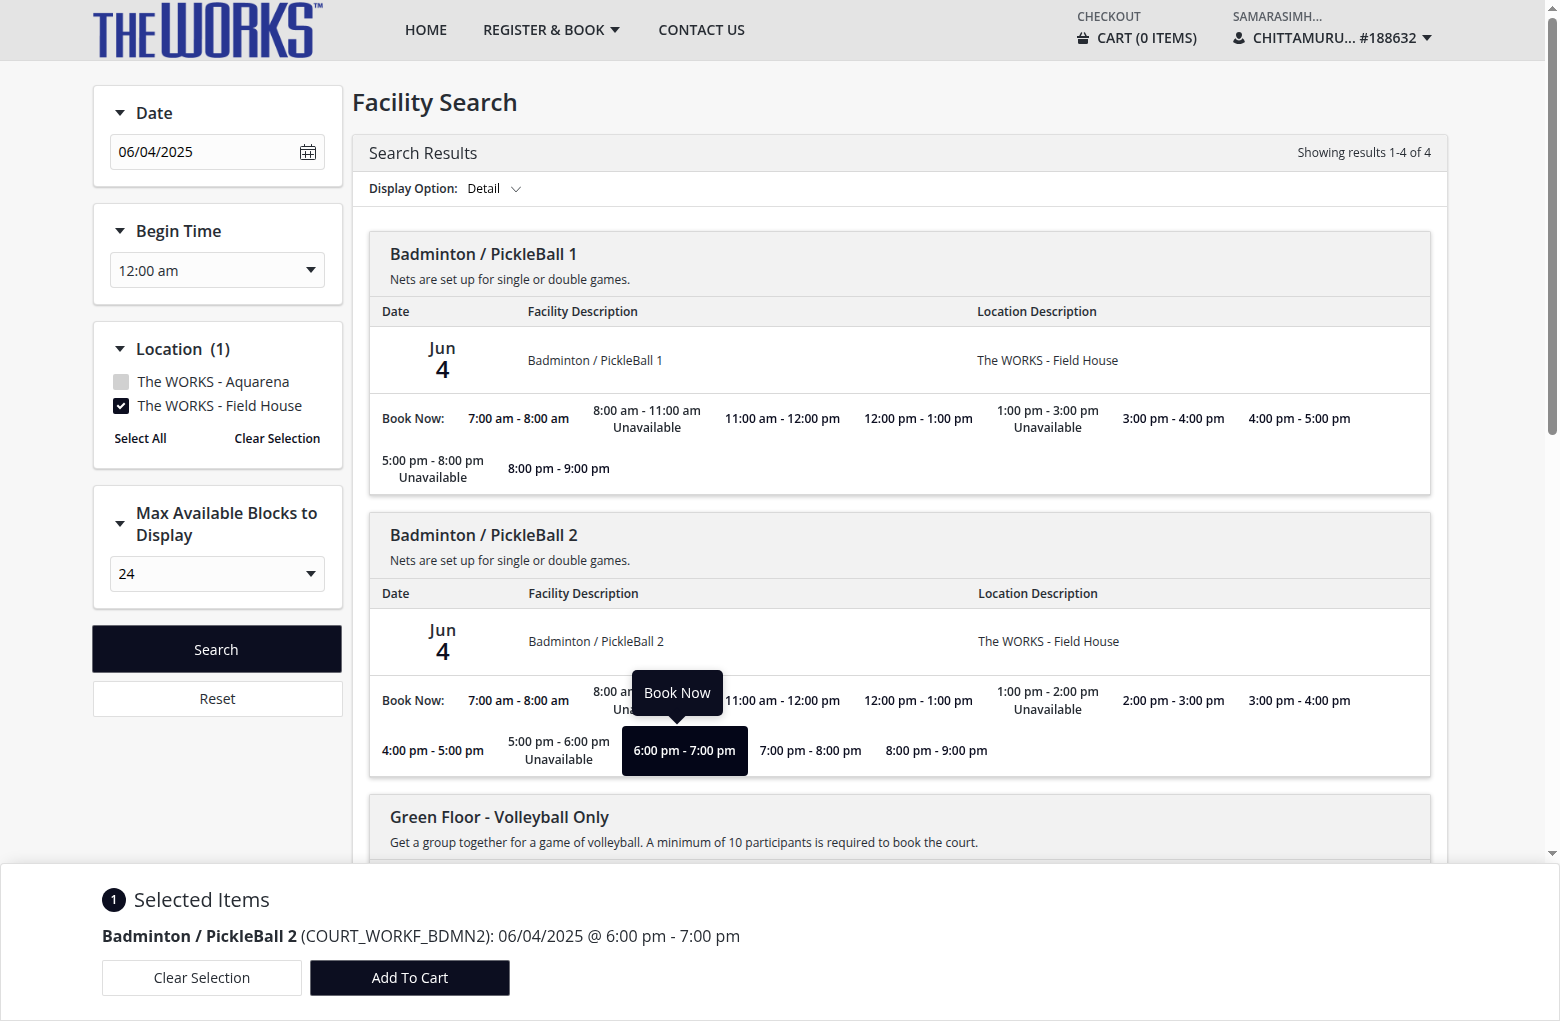 THEWORKS™
HOME
REGISTER & BOOK
CONTACT US
CHECKOUT
CART (0 ITEMS)
SAMARASIMH...
CHITTAMURU... #188632
Date
06/04/2025
Begin Time
12:00 am
Location (1)
The WORKS - Aquarena
The WORKS - Field House
Select All
Clear Selection
Max Available Blocks to
Display
24
Search
Reset
Facility Search
Search Results
Showing results 1-4 of 4
Display Option: Detail
Badminton / PickleBall 1
Nets are set up for single or double games.
Date Facility Description Location Description
Jun
4
Badminton / PickleBall 1
The WORKS - Field House
Book Now:
7:00 am - 8:00 am
8:00 am - 11:00 am
Unavailable
11:00 am - 12:00 pm
12:00 pm - 1:00 pm
1:00 pm - 3:00 pm
Unavailable
3:00 pm - 4:00 pm
4:00 pm - 5:00 pm
5:00 pm - 8:00 pm
Unavailable
8:00 pm - 9:00 pm
Badminton / PickleBall 2
Nets are set up for single or double games.
Date Facility Description Location Description
Jun
4
Badminton / PickleBall 2
The WORKS - Field House
Book Now:
7:00 am - 8:00 am
8:00 a
Book Now
11:00 am - 12:00 pm
12:00 pm - 1:00 pm
1:00 pm - 2:00 pm
Unavailable
2:00 pm - 3:00 pm
3:00 pm - 4:00 pm
4:00 pm - 5:00 pm
5:00 pm - 6:00 pm
Unavailable
6:00 pm - 7:00 pm
7:00 pm - 8:00 pm
8:00 pm - 9:00 pm
Green Floor - Volleyball Only
Get a group together for a game of volleyball. A minimum of 10 participants is required to book the court.
1 Selected Items
Badminton / PickleBall 2 (COURT_WORKF_BDMN2): 06/04/2025 @ 6:00 pm - 7:00 pm
Clear Selection
Add To Cart